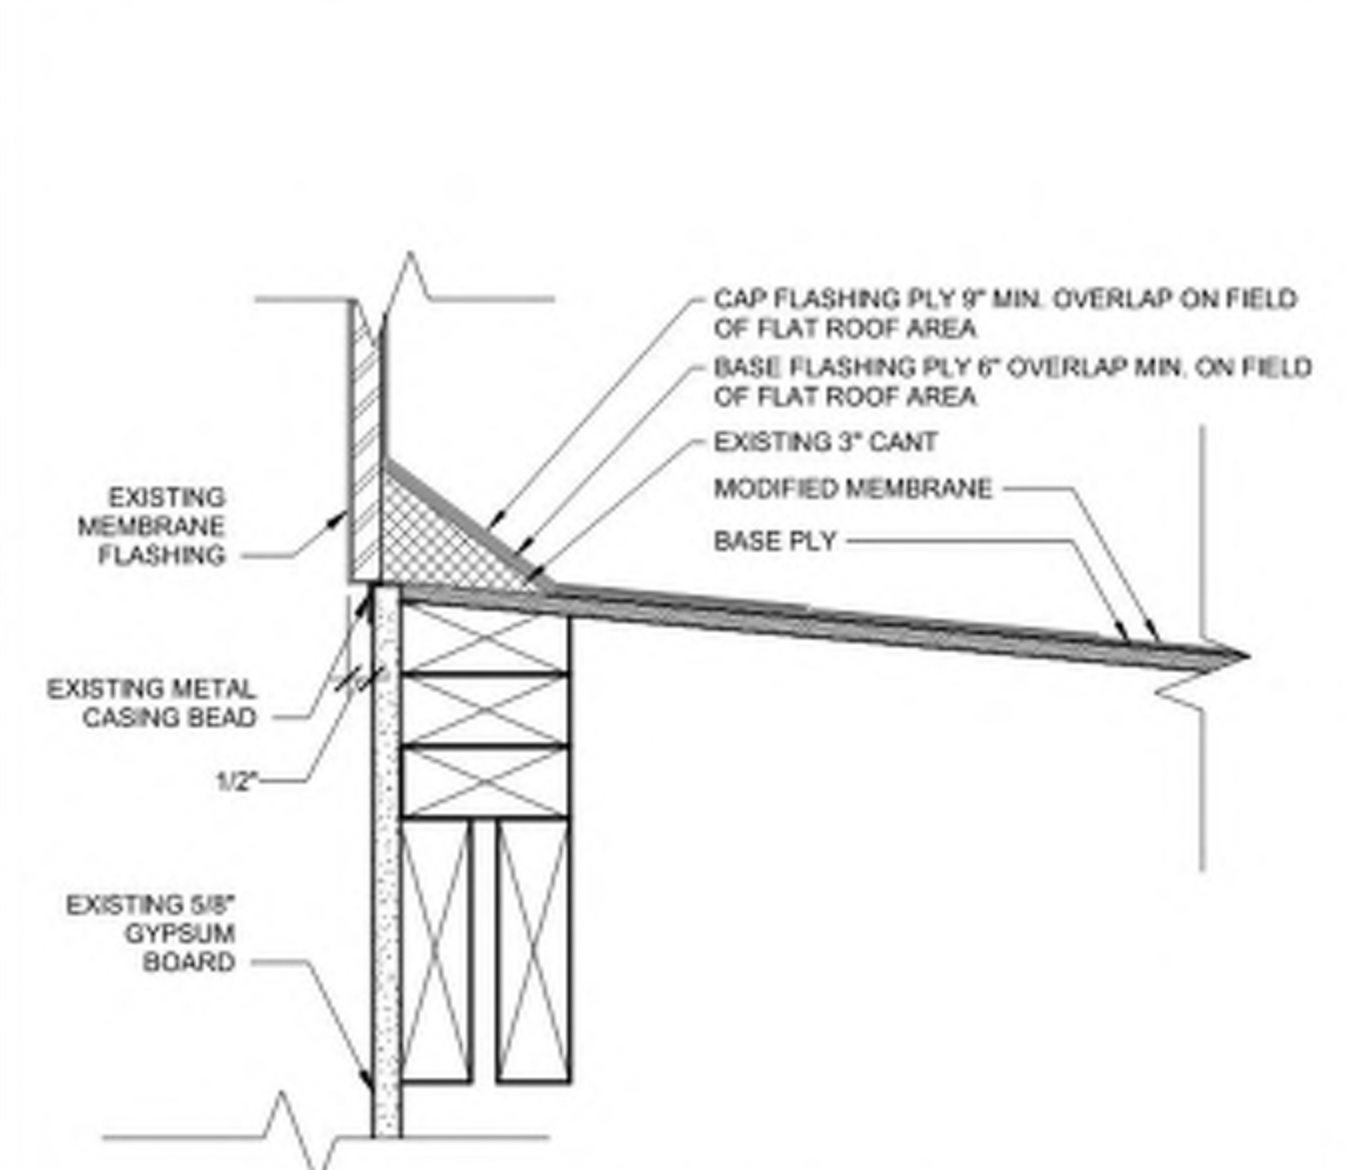 CAP FLASHING PLY 9" MIN. OVERLAP ON FIELD
OF FLAT ROOF AREA
BASE FLASHING PLY 6" OVERLAP MIN. ON FIELD
OF FLAT ROOF AREA
EXISTING 3" CANT
MODIFIED MEMBRANE
BASE PLY
EXISTING
MEMBRANE
FLASHING
EXISTING METAL
CASING BEAD
1/2"
EXISTING 5/8"
GYPSUM
BOARD